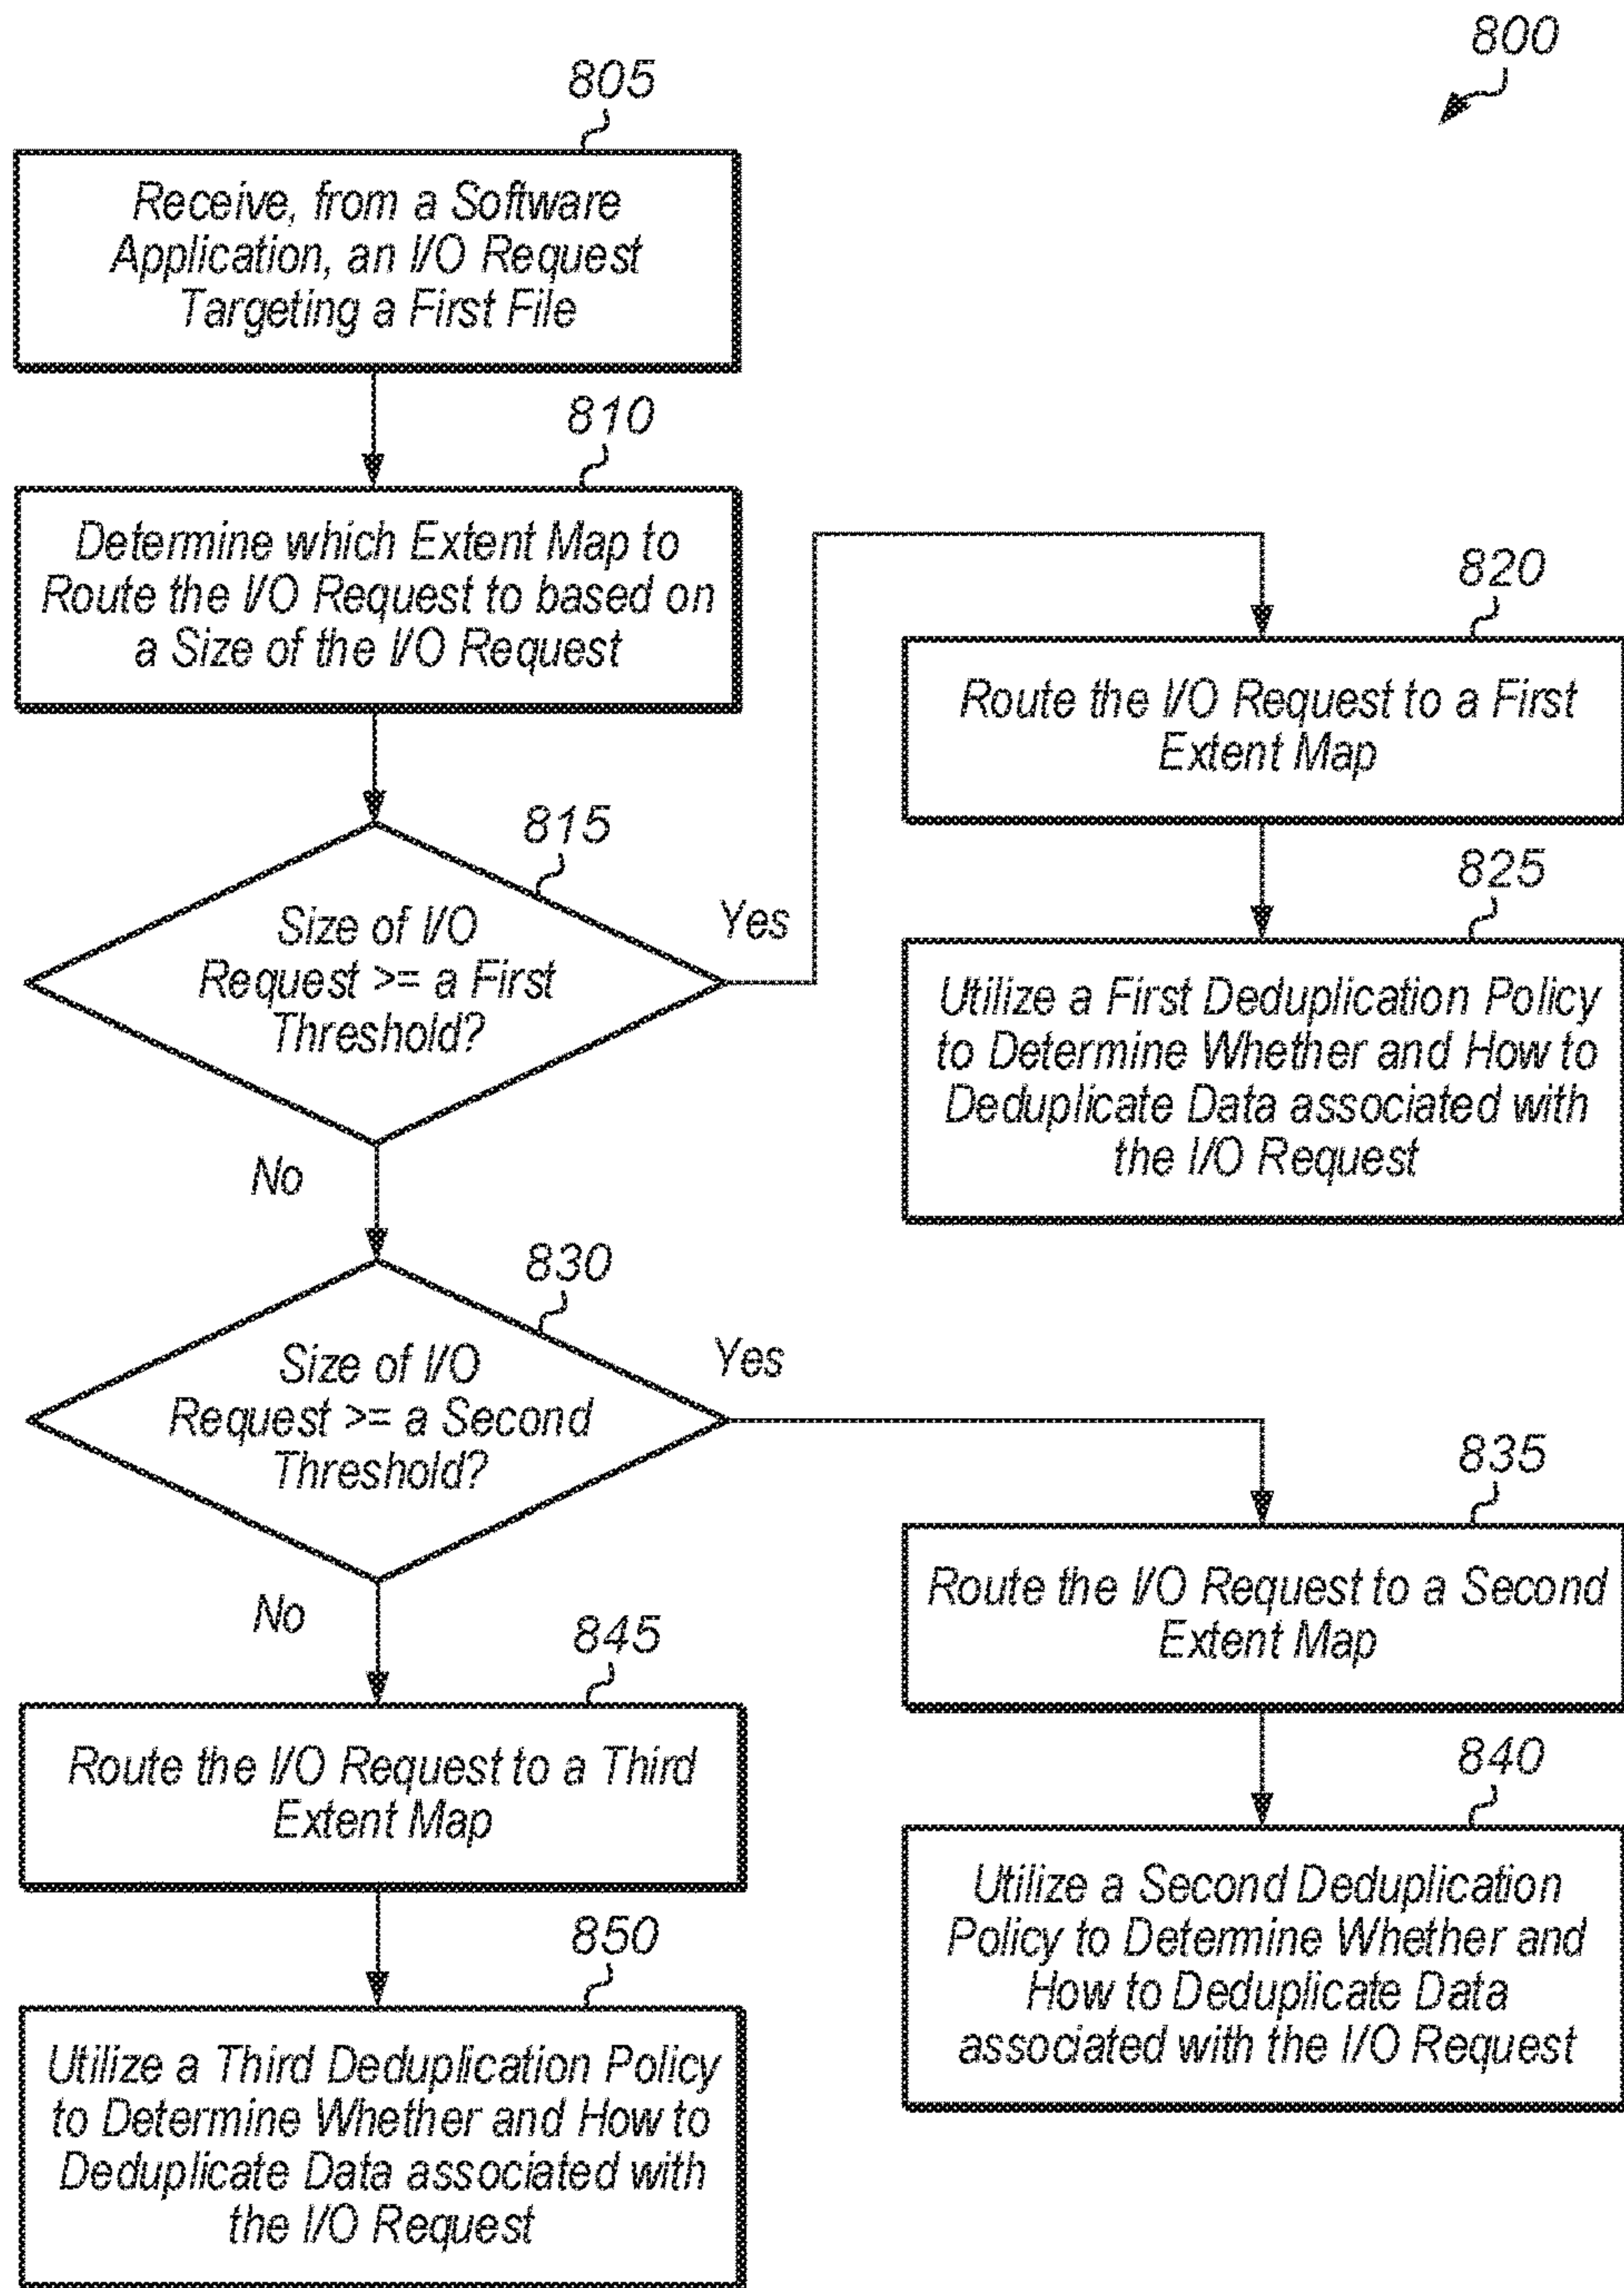 800
805
Receive, from a Software
Application, an I/O Request
Targeting a First File
810
Determine which Extent Map to
Route the I/O Request to based on
a Size of the I/O Request
815
Size of I/O
Request >= a First
Threshold?
Yes
No
820
Route the I/O Request to a First
Extent Map
825
Utilize a First Deduplication Policy
to Determine Whether and How to
Deduplicate Data associated with
the I/O Request
830
Size of I/O
Request >= a Second
Threshold?
Yes
No
835
Route the I/O Request to a Second
Extent Map
840
Utilize a Second Deduplication
Policy to Determine Whether and
How to Deduplicate Data
associated with the I/O Request
845
Route the I/O Request to a Third
Extent Map
850
Utilize a Third Deduplication Policy
to Determine Whether and How to
Deduplicate Data associated with
the I/O Request